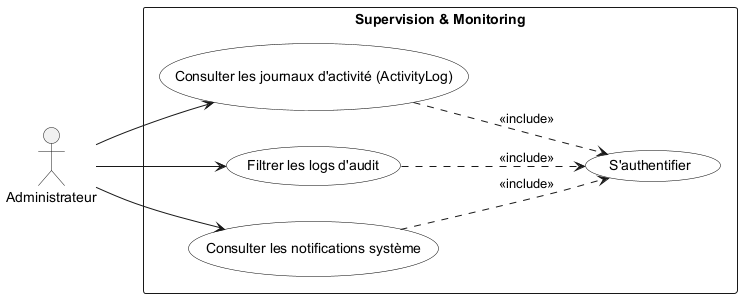 Supervision & Monitoring
Consulter les journaux d'activité (ActivityLog)
«include»
Filtrer les logs d'audit
«include»
S'authentifier
«include»
Administrateur
Consulter les notifications système